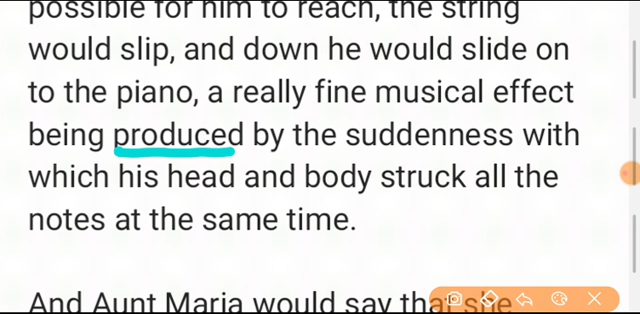 possible for him to reach, the string
would slip, and down he would slide on
to the piano, a really fine musical effect
being produced by the suddenness with
which his head and body struck all the
notes at the same time.
And Aunt Maria would say that she